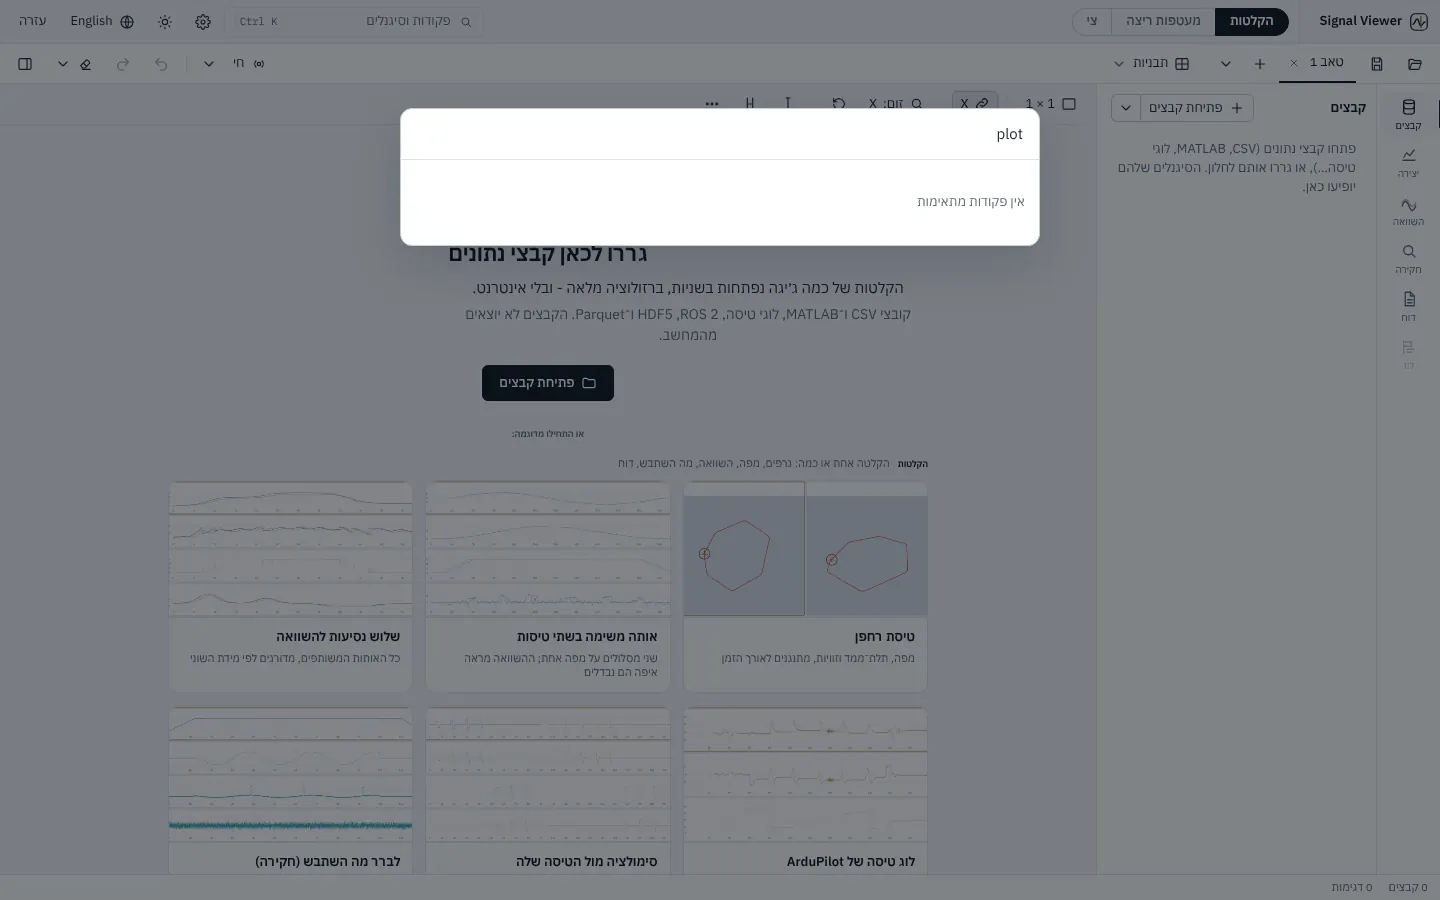 Signal Viewer
הקלטות
מעטפות ריצה
צי
פקודות וסיגנלים
Ctrl K
English
עזרה
טאב 1
תבניות
חי
קבצים
פתיחת קבצים
פתחו קבצי נתונים (CSV, MATLAB, לוגי
טיסה...), או גררו אותם לחלון. הסיגנלים שלהם
יופיעו כאן.
קבצים
יצירה
השוואה
חקירה
דוח
1 × 1
X
זום: X
plot
אין פקודות מתאימות
גררו לכאן קבצי נתונים
הקלטות של כמה ג׳יגה נפתחות בשניות, ברזולוציה מלאה - ובלי אינטרנט.
קובצי CSV ו־MATLAB, לוגי טיסה, HDF5, ROS 2 ו־Parquet. הקבצים לא יוצאים
מהמחשב.
פתיחת קבצים
או התחילו מדוגמה:
הקלטות הקלטה אחת או כמה: גרפים, מפה, השוואה, מה השתבש, דוח
טיסת רחפן
מפה, תלת־ממד וזוויות, מתנגנים לאורך הזמן
אותה משימה בשתי טיסות
שני מסלולים על מפה אחת; ההשוואה מראה
איפה הם נבדלים
שלוש נסיעות להשוואה
כל האותות המשותפים, מדורגים לפי מידת השוני
לוג טיסה של ArduPilot
סימולציה מול הטיסה שלה
לברר מה השתבש (חקירה)
0 קבצים
0 דגימות